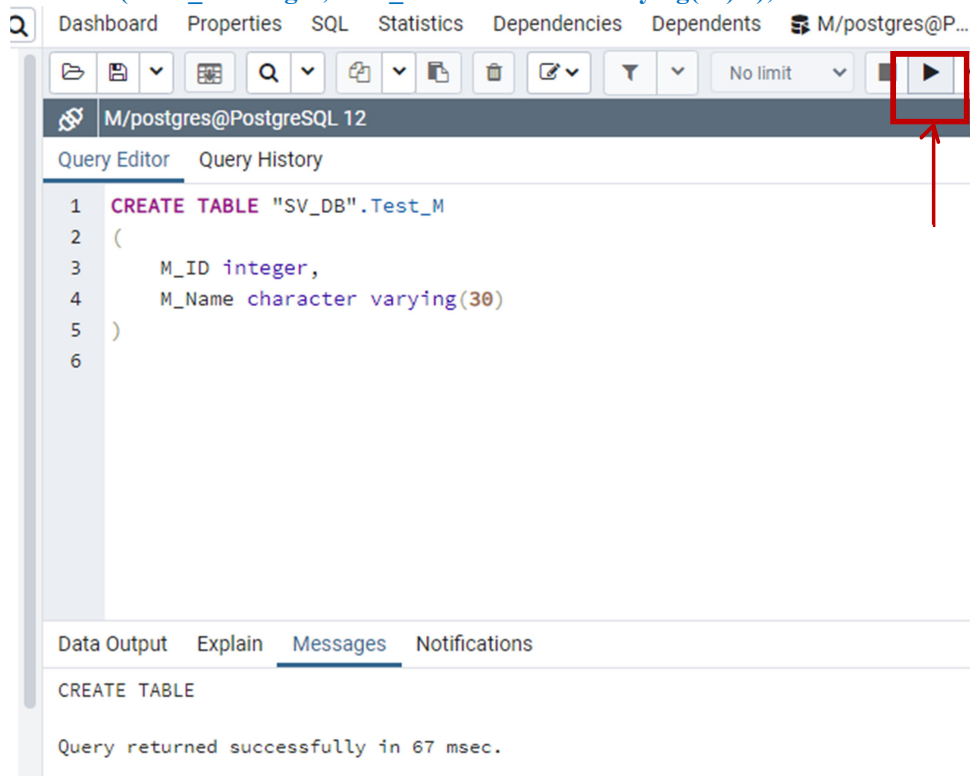 Dashboard Properties SQL Statistics Dependencies Dependents M/postgres@P...
No limit
M/postgres@PostgreSQL 12
Query Editor Query History
1 CREATE TABLE "SV_DB".Test_M
2 (
3 M_ID integer,
4 M_Name character varying(30)
5 )
6
Data Output Explain Messages Notifications
CREATE TABLE
Query returned successfully in 67 msec.